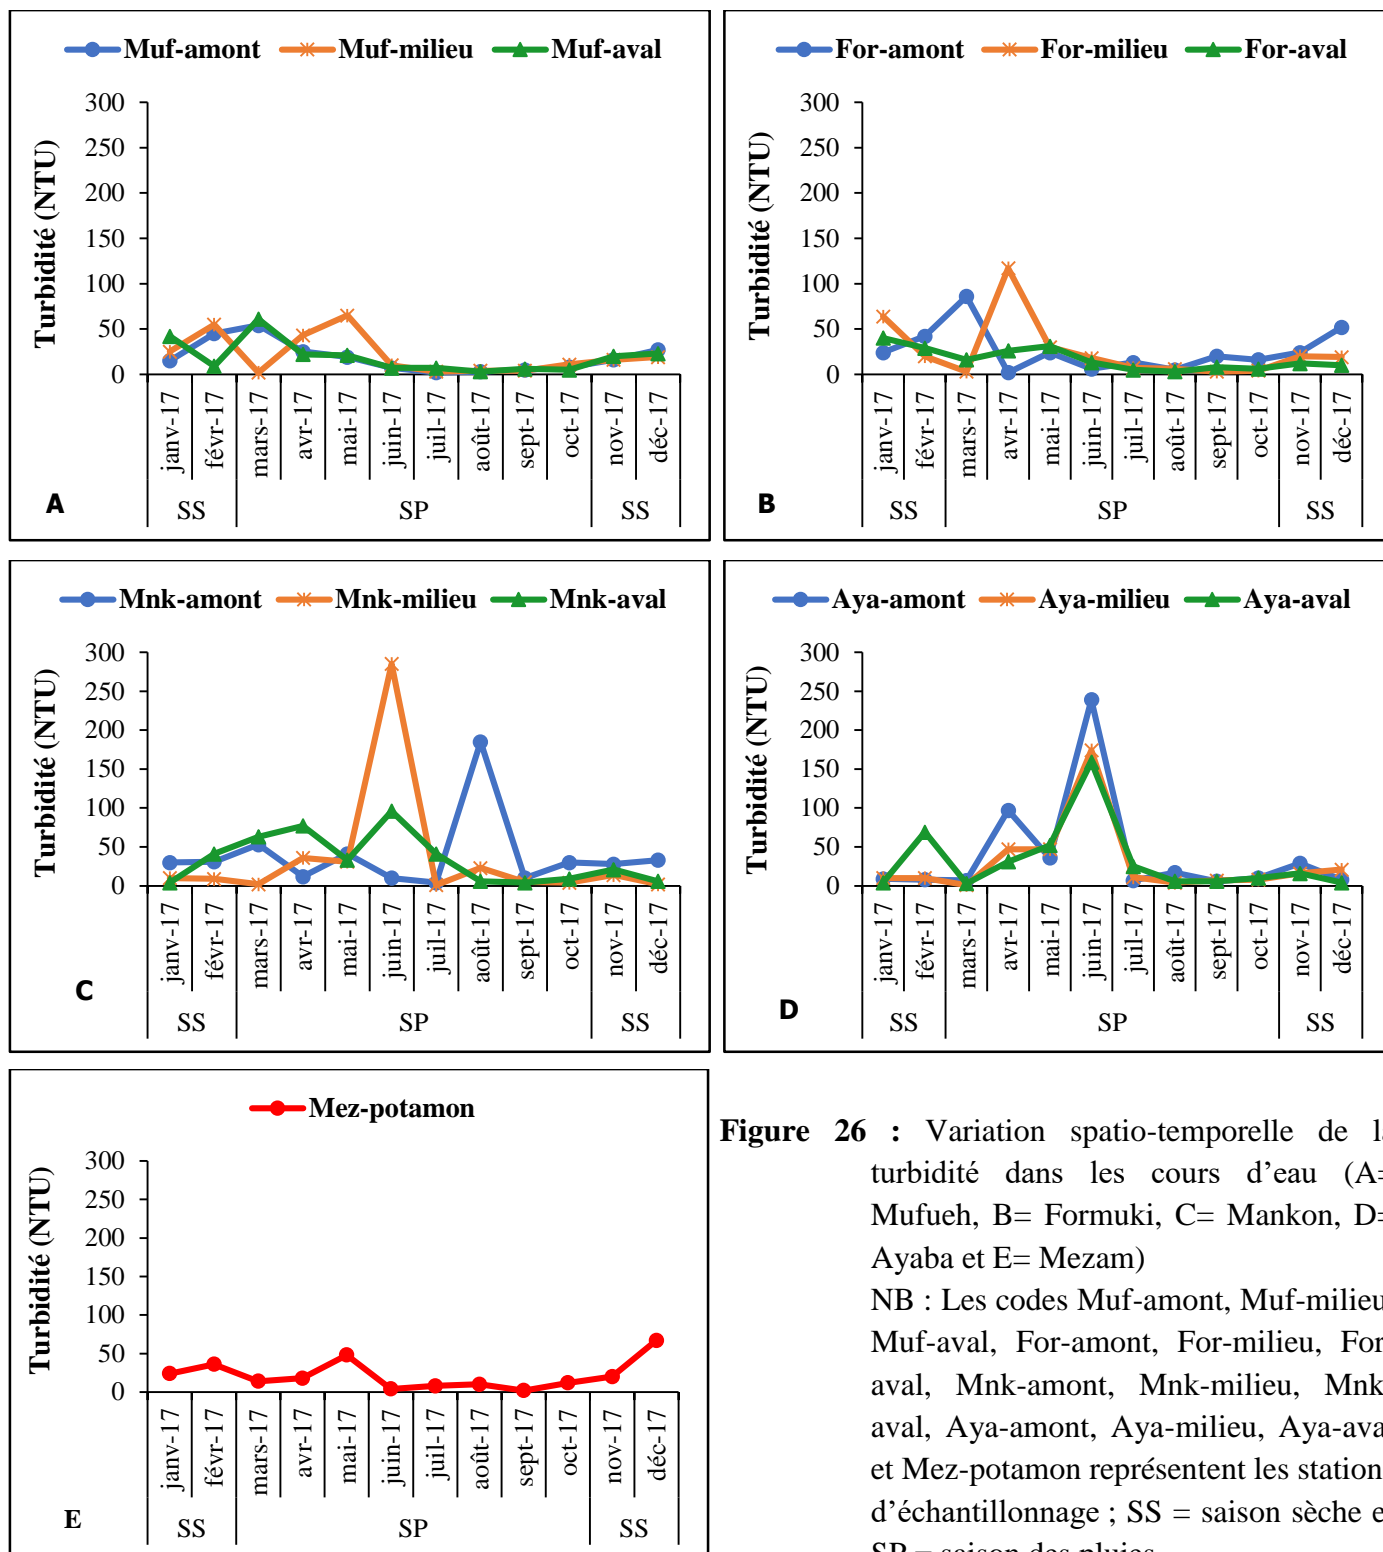 Muf-amont Muf-milieu Muf-aval
Turbidité (NTU)
300
250
200
150
100
50
0
janv-17 févr-17 mars-17 avr-17 mai-17 juin-17 juil-17 août-17 sept-17 oct-17 nov-17 déc-17
SS SP SS
A
For-amont For-milieu For-aval
Turbidité (NTU)
300
250
200
150
100
50
0
janv-17 févr-17 mars-17 avr-17 mai-17 juin-17 juil-17 août-17 sept-17 oct-17 nov-17 déc-17
SS SP SS
B
Mnk-amont Mnk-milieu Mnk-aval
Turbidité (NTU)
300
250
200
150
100
50
0
janv-17 févr-17 mars-17 avr-17 mai-17 juin-17 juil-17 août-17 sept-17 oct-17 nov-17 déc-17
SS SP SS
C
Aya-amont Aya-milieu Aya-aval
Turbidité (NTU)
300
250
200
150
100
50
0
janv-17 févr-17 mars-17 avr-17 mai-17 juin-17 juil-17 août-17 sept-17 oct-17 nov-17 déc-17
SS SP SS
D
Mez-potamon
Turbidité (NTU)
300
250
200
150
100
50
0
janv-17 févr-17 mars-17 avr-17 mai-17 juin-17 juil-17 août-17 sept-17 oct-17 nov-17 déc-17
SS SP SS
E
Figure 26 : Variation spatio-temporelle de la
turbidité dans les cours d'eau (A=
Mufueh, B= Formuki, C= Mankon, D=
Ayaba et E= Mezam)
NB : Les codes Muf-amont, Muf-milieu
Muf-aval, For-amont, For-milieu, For-
aval, Mnk-amont, Mnk-milieu, Mnk-
aval, Aya-amont, Aya-milieu, Aya-aval
et Mez-potamon représentent les station
d'échantillonnage ; SS = saison sèche et
SP = saison des pluies